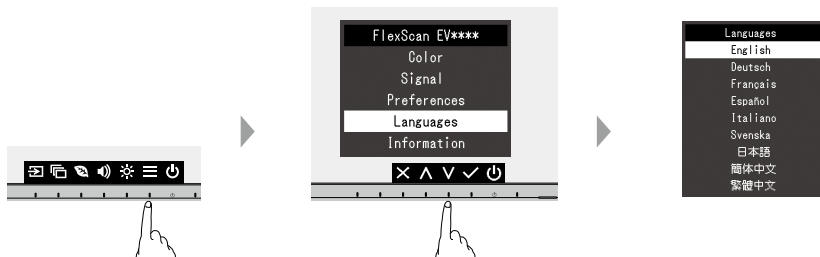 FlexScan EV****
Color
Signal
Preferences
Languages
Information
Languages
English
Deutsch
Français
Español
Italiano
Svenska
日本語
簡体中文
繁體中文